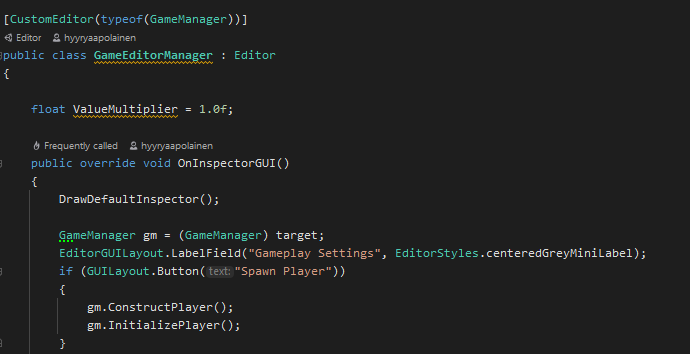 [CustomEditor(typeof(GameManager))]
Editor hyyryaapolainen
public class GameEditorManager : Editor
{
float ValueMultiplier = 1.0f;
Frequently called hyyryaapolainen
public override void OnInspectorGUI()
{
DrawDefaultInspector();
GameManager gm = (GameManager) target;
EditorGUILayout.LabelField("Gameplay Settings", EditorStyles.centeredGreyMiniLabel);
if (GUILayout.Button(text:"Spawn Player"))
{
gm.ConstructPlayer();
gm.InitializePlayer();
}